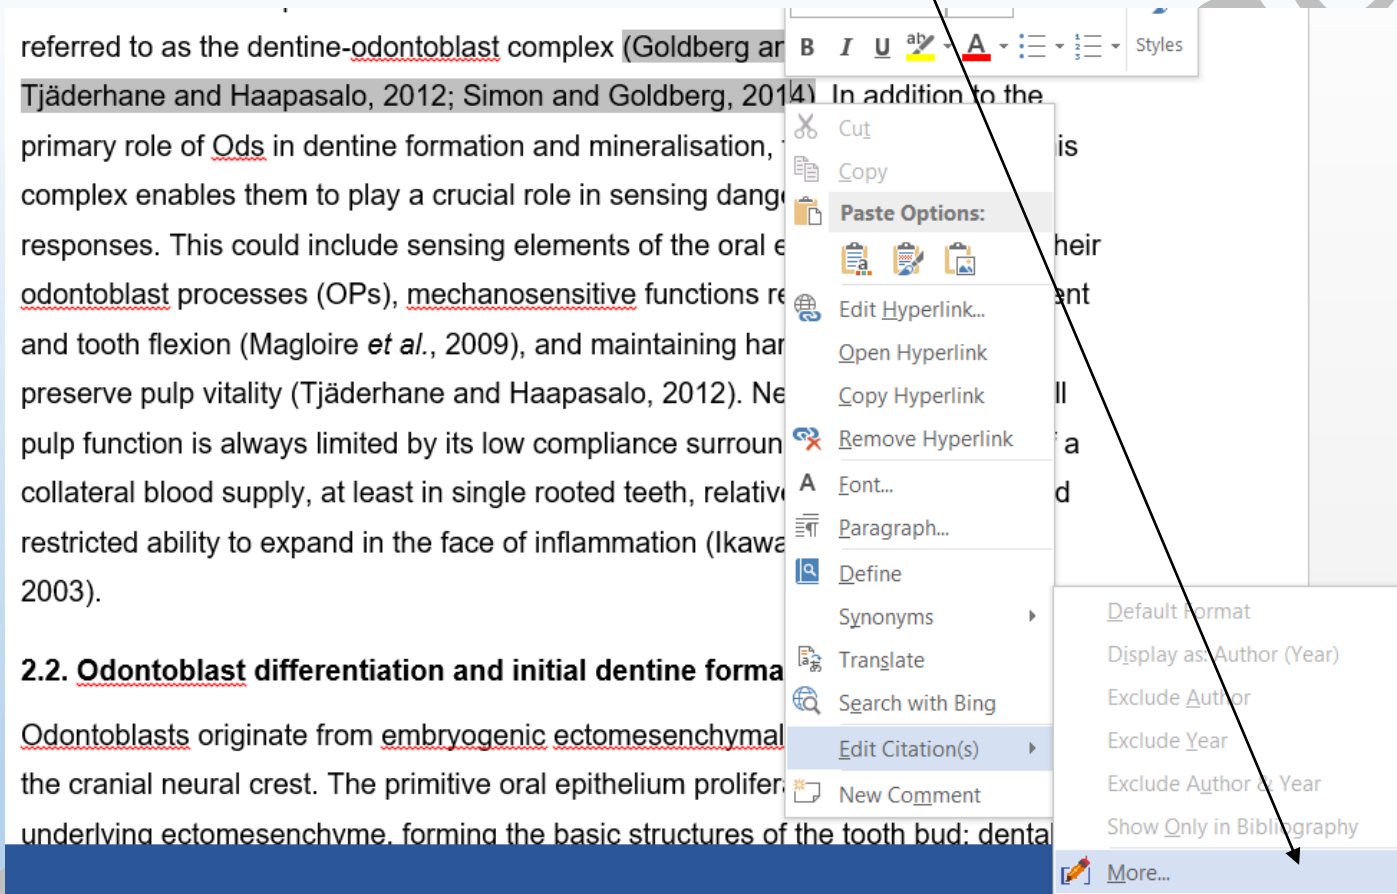 referred to as the dentine-odontoblast complex (Goldberg an
Tjäderhane and Haapasalo, 2012; Simon and Goldberg, 2014). In addition to the
primary role of Ods in dentine formation and mineralisation, is
complex enables them to play a crucial role in sensing dange
responses. This could include sensing elements of the oral e heir
odontoblast processes (OPs), mechanosensitive functions re ent
and tooth flexion (Magloire et al., 2009), and maintaining har
preserve pulp vitality (Tjäderhane and Haapasalo, 2012). Ne ll
pulp function is always limited by its low compliance surroun a
collateral blood supply, at least in single rooted teeth, relative d
restricted ability to expand in the face of inflammation (Ikawa
2003).
2.2. Odontoblast differentiation and initial dentine forma
Odontoblasts originate from embryogenic ectomesenchymal
the cranial neural crest. The primitive oral epithelium prolifer
underlying ectomesenchyme, forming the basic structures of the tooth bud: dental
B I U ab A Styles
Cut
Copy
Paste Options:
Edit Hyperlink...
Open Hyperlink
Copy Hyperlink
Remove Hyperlink
Font...
Paragraph...
Define
Synonyms
Translate
Search with Bing
Edit Citation(s)
New Comment
Default Format
Display as: Author (Year)
Exclude Author
Exclude Year
Exclude Author & Year
Show Only in Bibliography
More...